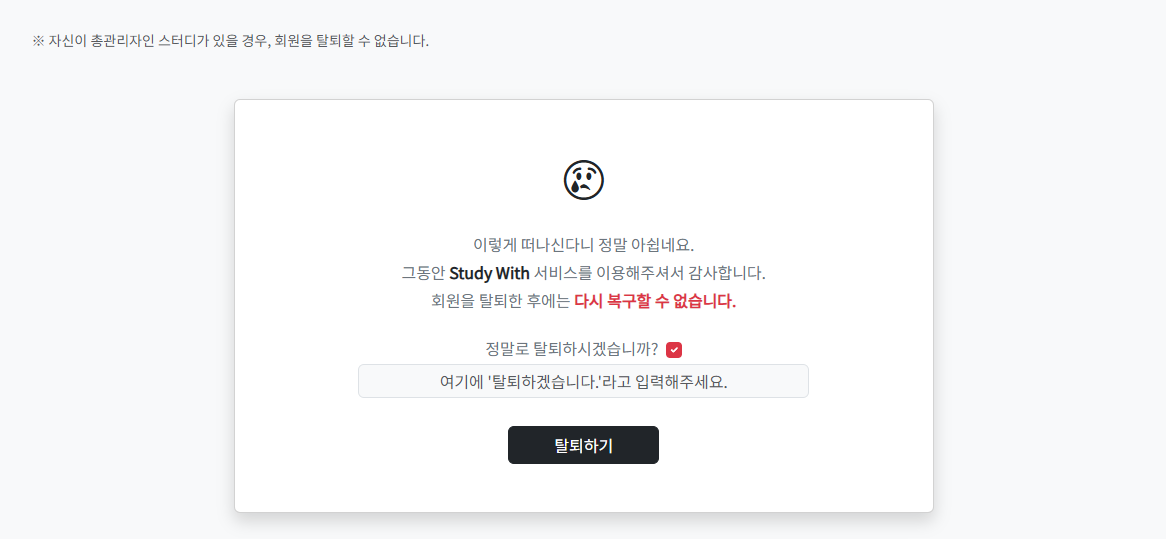 ※ 자신이 총관리자인 스터디가 있을 경우, 회원을 탈퇴할 수 없습니다.
이렇게 떠나신다니 정말 아쉽네요.
그동안 Study With 서비스를 이용해주셔서 감사합니다.
회원을 탈퇴한 후에는 다시 복구할 수 없습니다.
정말로 탈퇴하시겠습니까?
여기에 '탈퇴하겠습니다.'라고 입력해주세요.
탈퇴하기